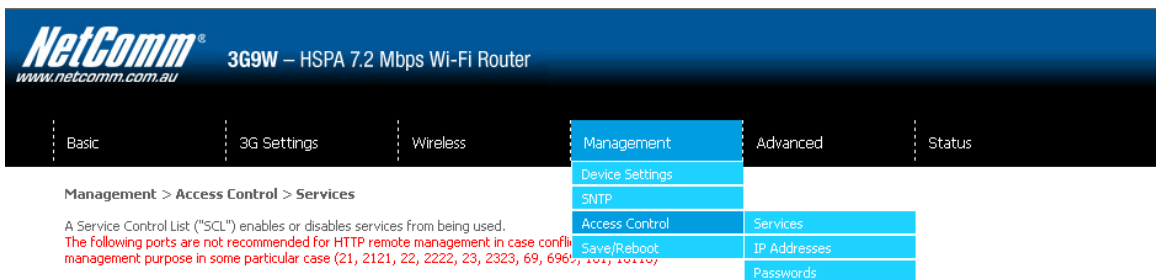 NetComm®
www.netcomm.com.au
3G9W – HSPA 7.2 Mbps Wi-Fi Router
Basic 3G Settings Wireless Management Advanced Status
Device Settings
SNTP
Access Control
Save/Reboot
Services
IP Addresses
Passwords
Management > Access Control > Services
A Service Control List ("SCL") enables or disables services from being used.
The following ports are not recommended for HTTP remote management in case
management purpose in some particular case (21, 2121, 22, 2222, 23, 2323, 69,